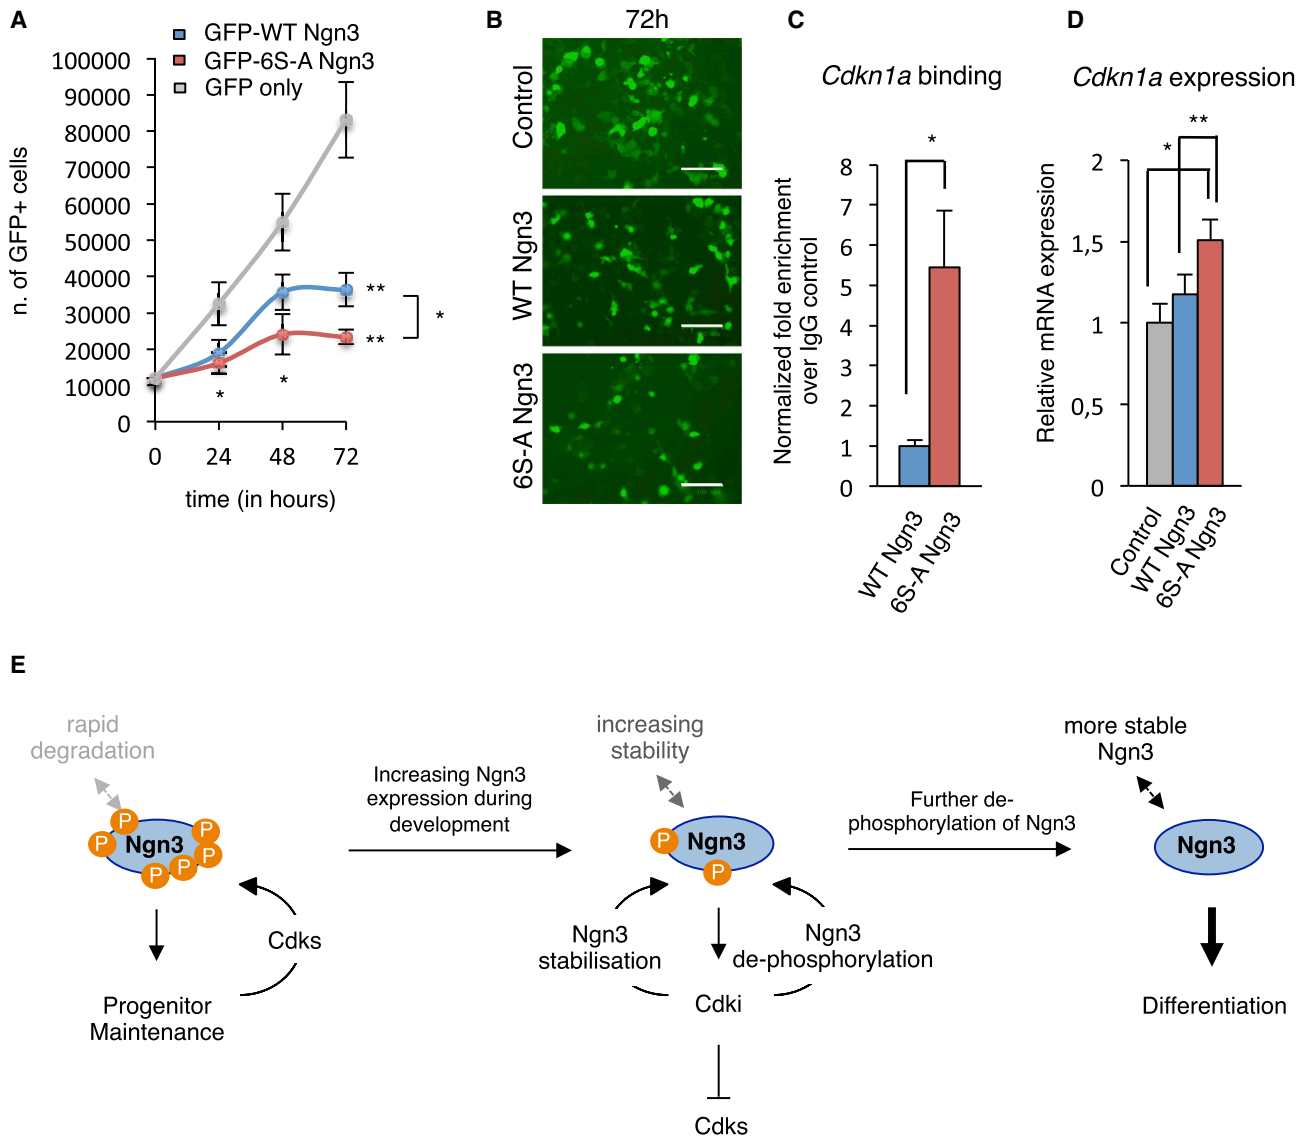 A
GFP-WT Ngn3
GFP-6S-A Ngn3
GFP only
n. of GFP+ cells
100000
90000
80000
70000
60000
50000
40000
30000
20000
10000
0
**
**
*
*
*
0 24 48 72
time (in hours)
B
72h
Control
WT Ngn3
6S-A Ngn3
C
Cdkn1a binding
*
Normalized fold enrichment
over IgG control
8
7
6
5
4
3
2
1
0
WT Ngn3
6S-A Ngn3
D
Cdkn1a expression
**
*
Relative mRNA expression
2
1,5
1
0,5
0
Control
WT Ngn3
6S-A Ngn3
E
rapid
degradation
P
P
P
P
P
P
Ngn3
Cdks
Progenitor
Maintenance
Increasing Ngn3
expression during
development
increasing
stability
P
P
Ngn3
Ngn3
stabilisation
Ngn3
de-phosphorylation
Cdki
Cdks
Further de-
phosphorylation of Ngn3
more stable
Ngn3
Ngn3
Differentiation